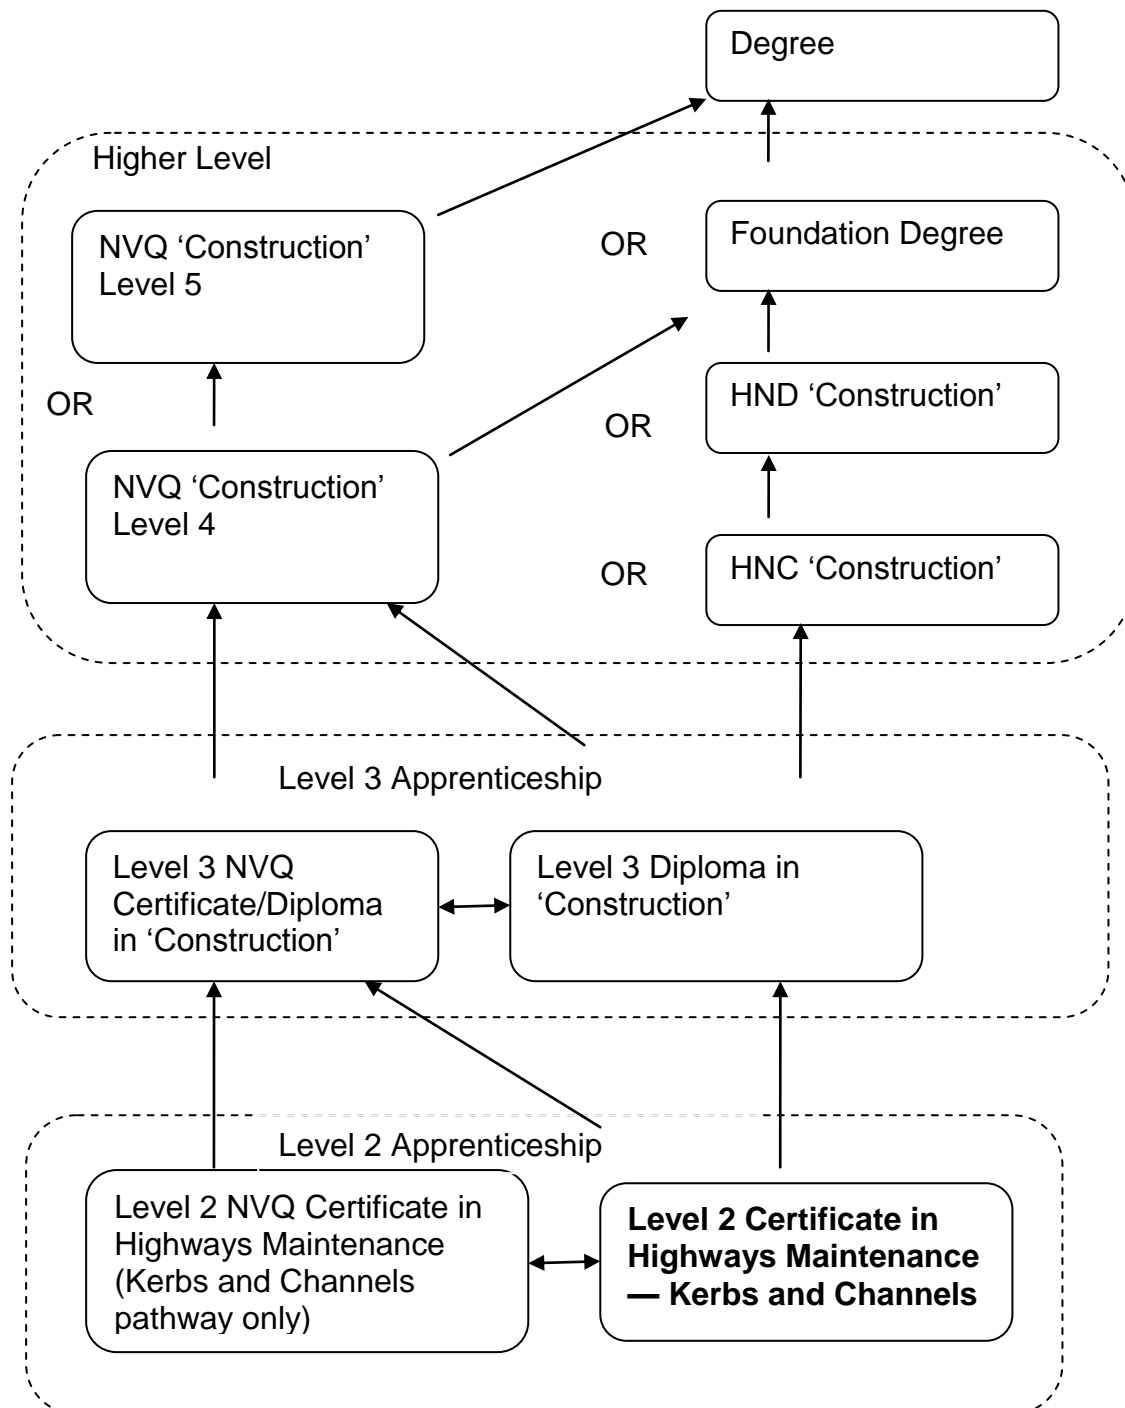 Degree
Higher Level
NVQ ‘Construction’
Level 5
OR
Foundation Degree
OR
HND ‘Construction’
OR
NVQ ‘Construction’
Level 4
OR
HNC ‘Construction’
Level 3 Apprenticeship
Level 3 NVQ
Certificate/Diploma
in ‘Construction’
Level 3 Diploma in
‘Construction’
Level 2 Apprenticeship
Level 2 NVQ Certificate in
Highways Maintenance
(Kerbs and Channels
pathway only)
Level 2 Certificate in
Highways Maintenance
— Kerbs and Channels